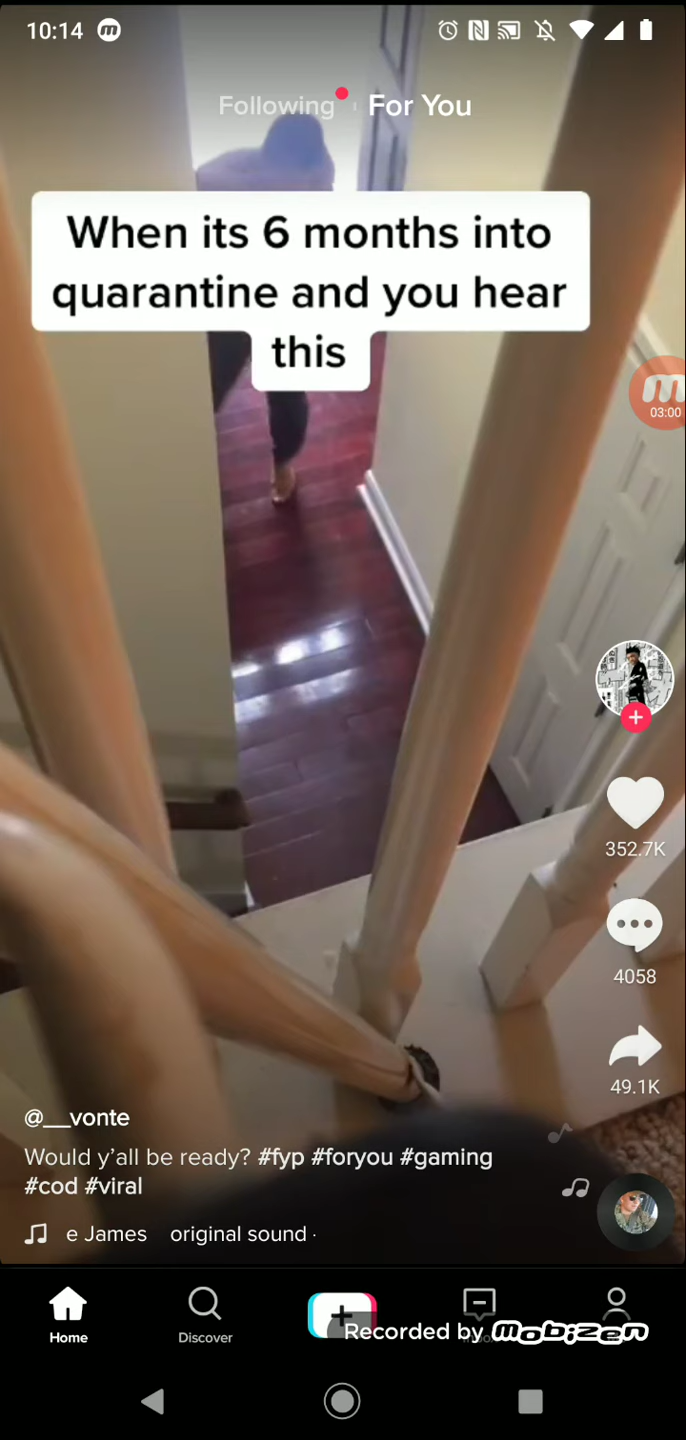 10:14
Following
For You
When its 6 months into
quarantine and you hear
this
03:00
352.7K
4058
49.1K
@__vonte
Would y'all be ready? #fyp #foryou #gaming
#cod #viral
e James original sound ·
Home
Discover
Recorded by mobizen